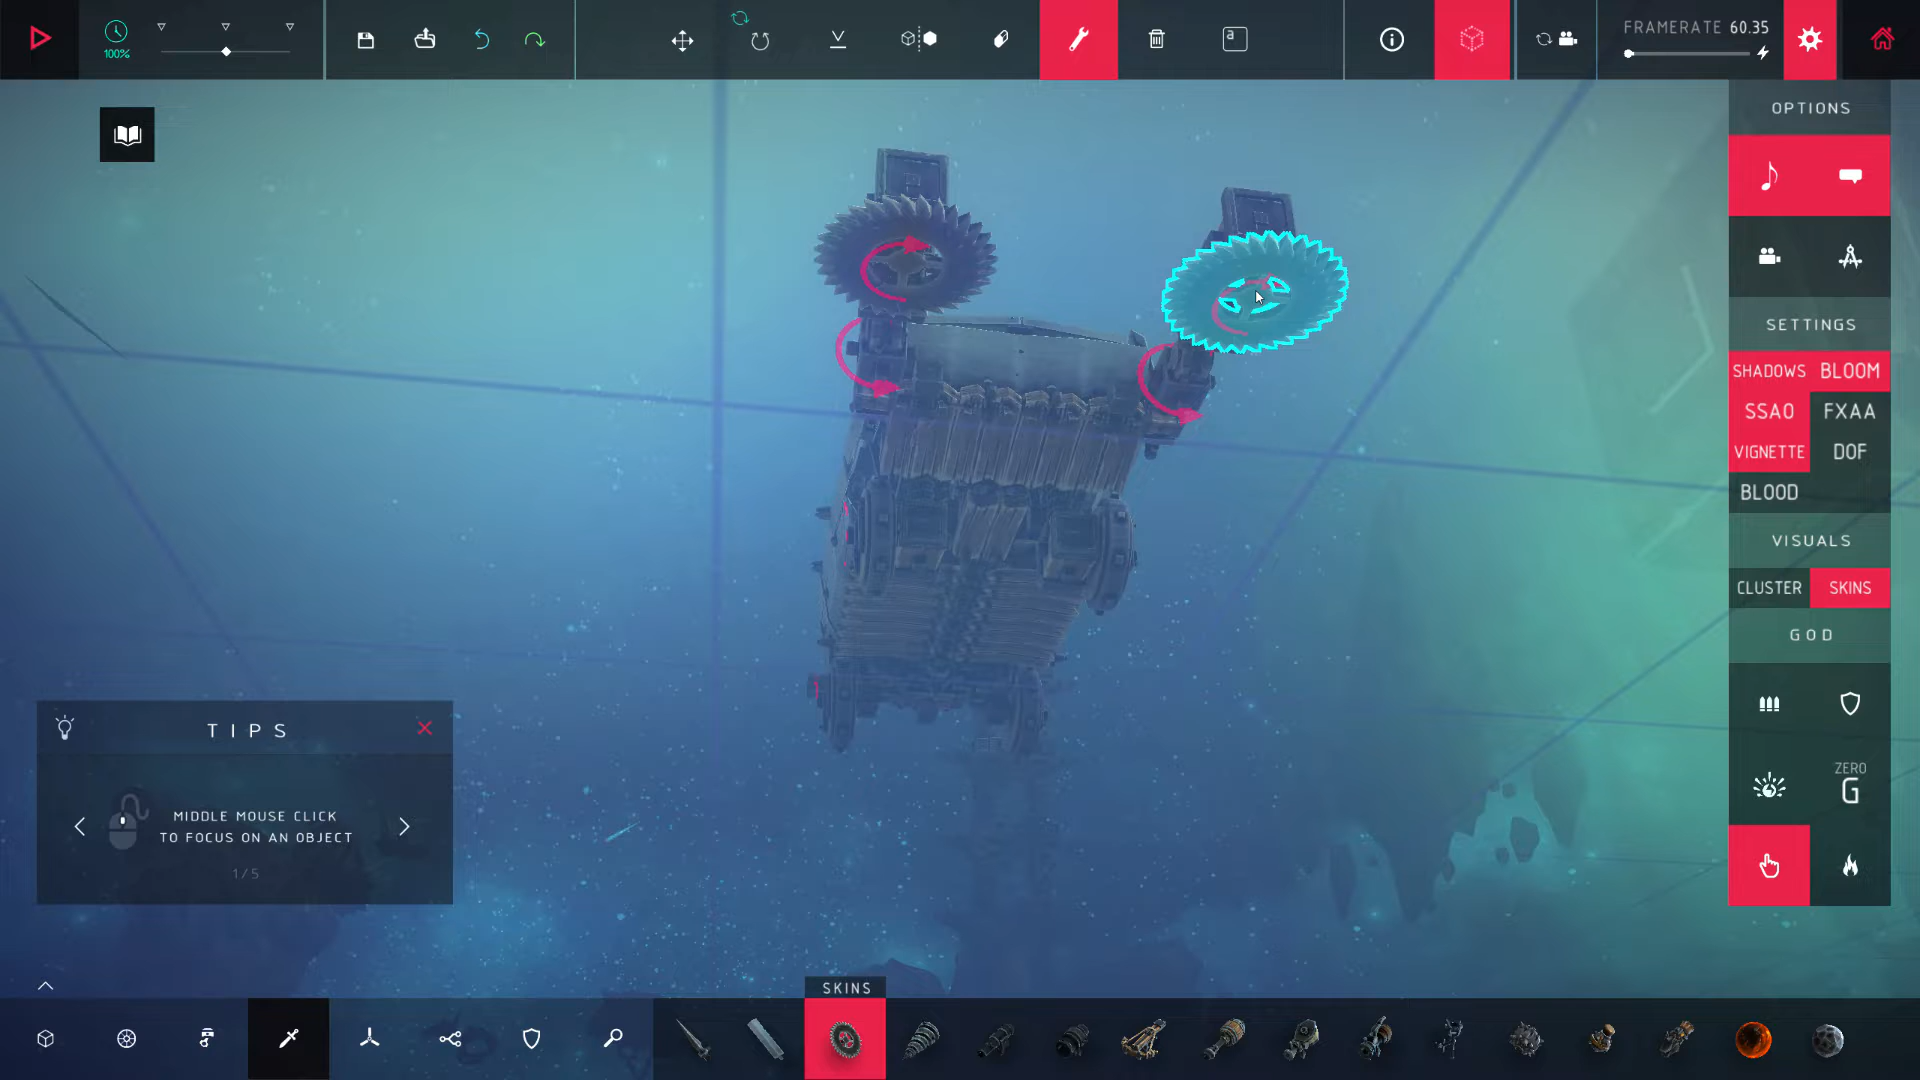 100%
a
FRAMERATE 60.35
OPTIONS
SETTINGS
SHADOWS BLOOM
SSAO FXAA
VIGNETTE DOF
BLOOD
VISUALS
CLUSTER SKINS
GOD
ZERO
G
TIPS
MIDDLE MOUSE CLICK
TO FOCUS ON AN OBJECT
1/5
SKINS